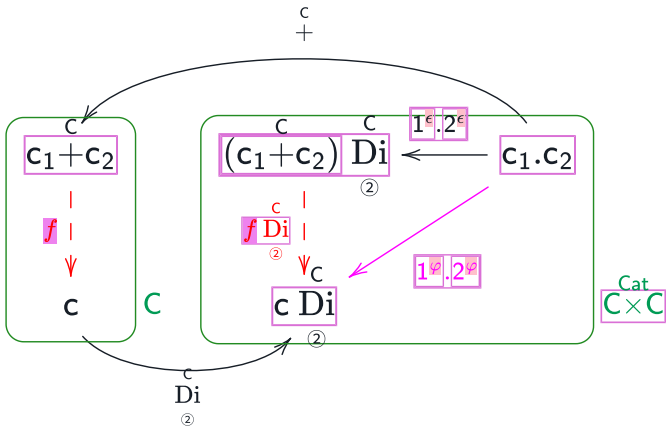 C
+
C
c₁+c₂
C
(c₁+c₂) Di
C
②
1^ϵ.2^ϵ
c₁.c₂
f
f Di
C
②
1^φ.2^φ
c
C
c Di
C
②
Cat
C×C
C
Di
②